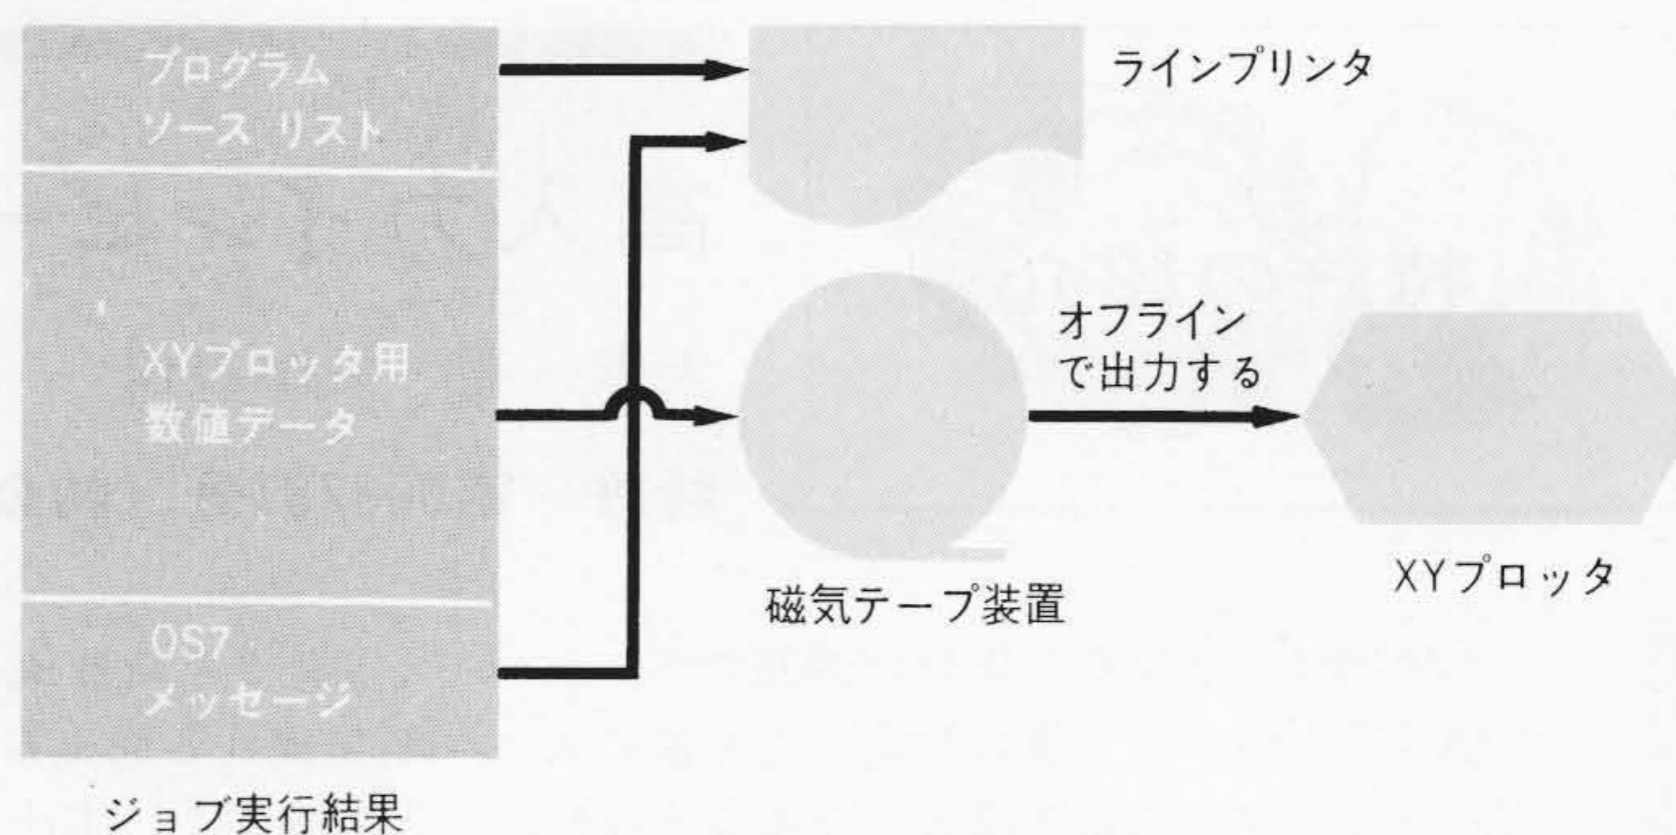 プログラム
ソース リスト
XYプロッタ用
数値データ
OS7
メッセージ
ジョブ実行結果
ラインプリンタ
磁気テープ装置
オフライン
で出力する
XYプロッタ